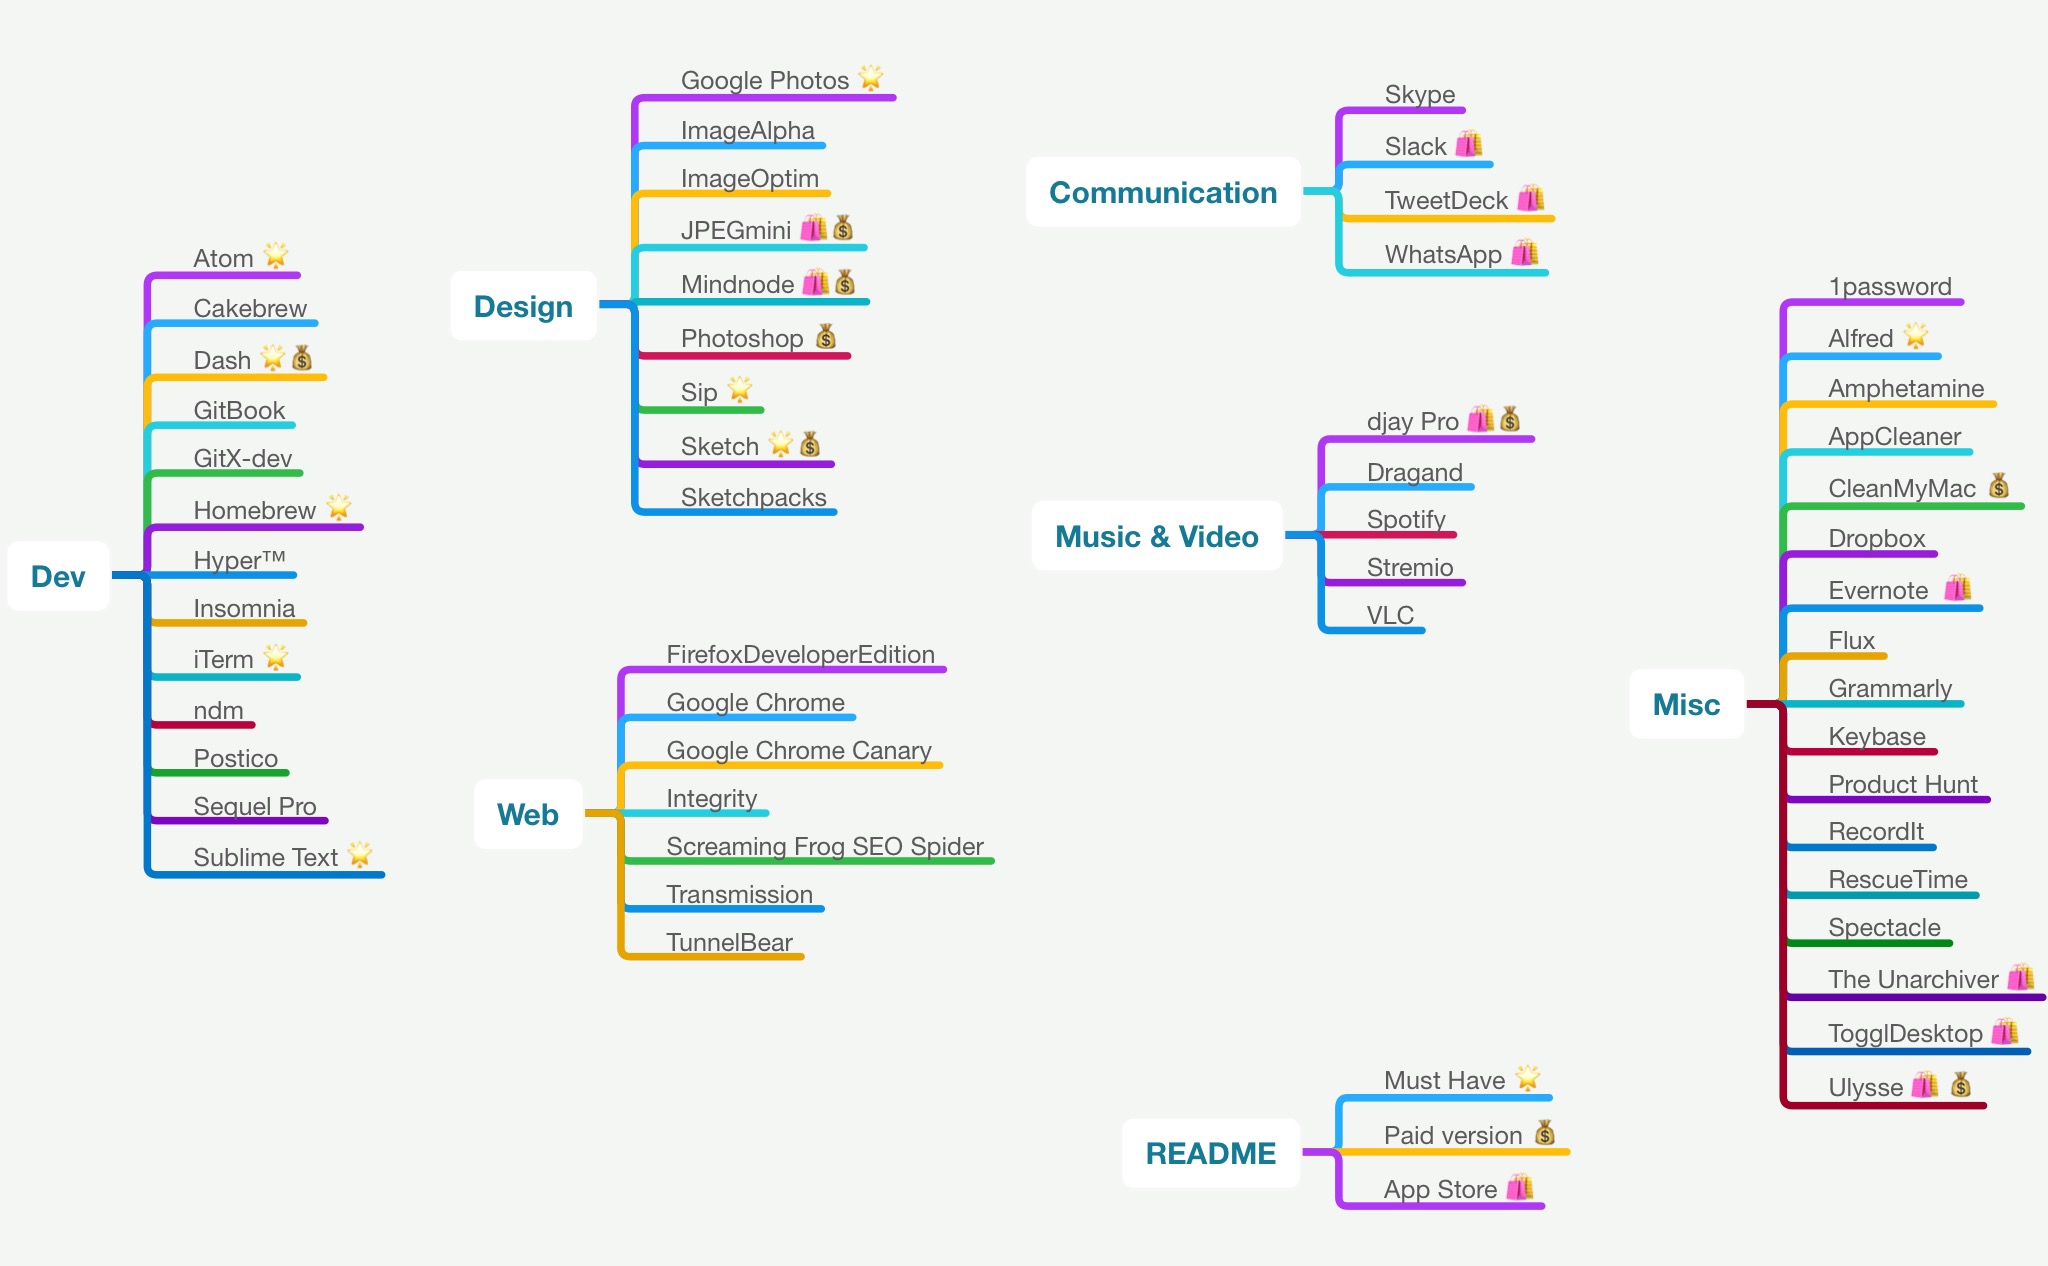 Dev
Atom 🌟
Cakebrew
Dash 🌟💰
GitBook
GitX-dev
Homebrew 🌟
Hyper™
Insomnia
iTerm 🌟
ndm
Postico
Sequel Pro
Sublime Text 🌟
Design
Google Photos 🌟
ImageAlpha
ImageOptim
JPEGmini 🛍💰
Mindnode 🛍💰
Photoshop 💰
Sip 🌟
Sketch 🌟💰
Sketchpacks
Web
FirefoxDeveloperEdition
Google Chrome
Google Chrome Canary
Integrity
Screaming Frog SEO Spider
Transmission
TunnelBear
Communication
Skype
Slack 🛍
TweetDeck 🛍
WhatsApp 🛍
Music & Video
djay Pro 🛍💰
Dragand
Spotify
Stremio
VLC
README
Must Have 🌟
Paid version 💰
App Store 🛍
Misc
1password
Alfred 🌟
Amphetamine
AppCleaner
CleanMyMac 💰
Dropbox
Evernote 🛍
Flux
Grammarly
Keybase
Product Hunt
RecordIt
RescueTime
Spectacle
The Unarchiver 🛍
TogglDesktop 🛍
Ulysse 🛍 💰